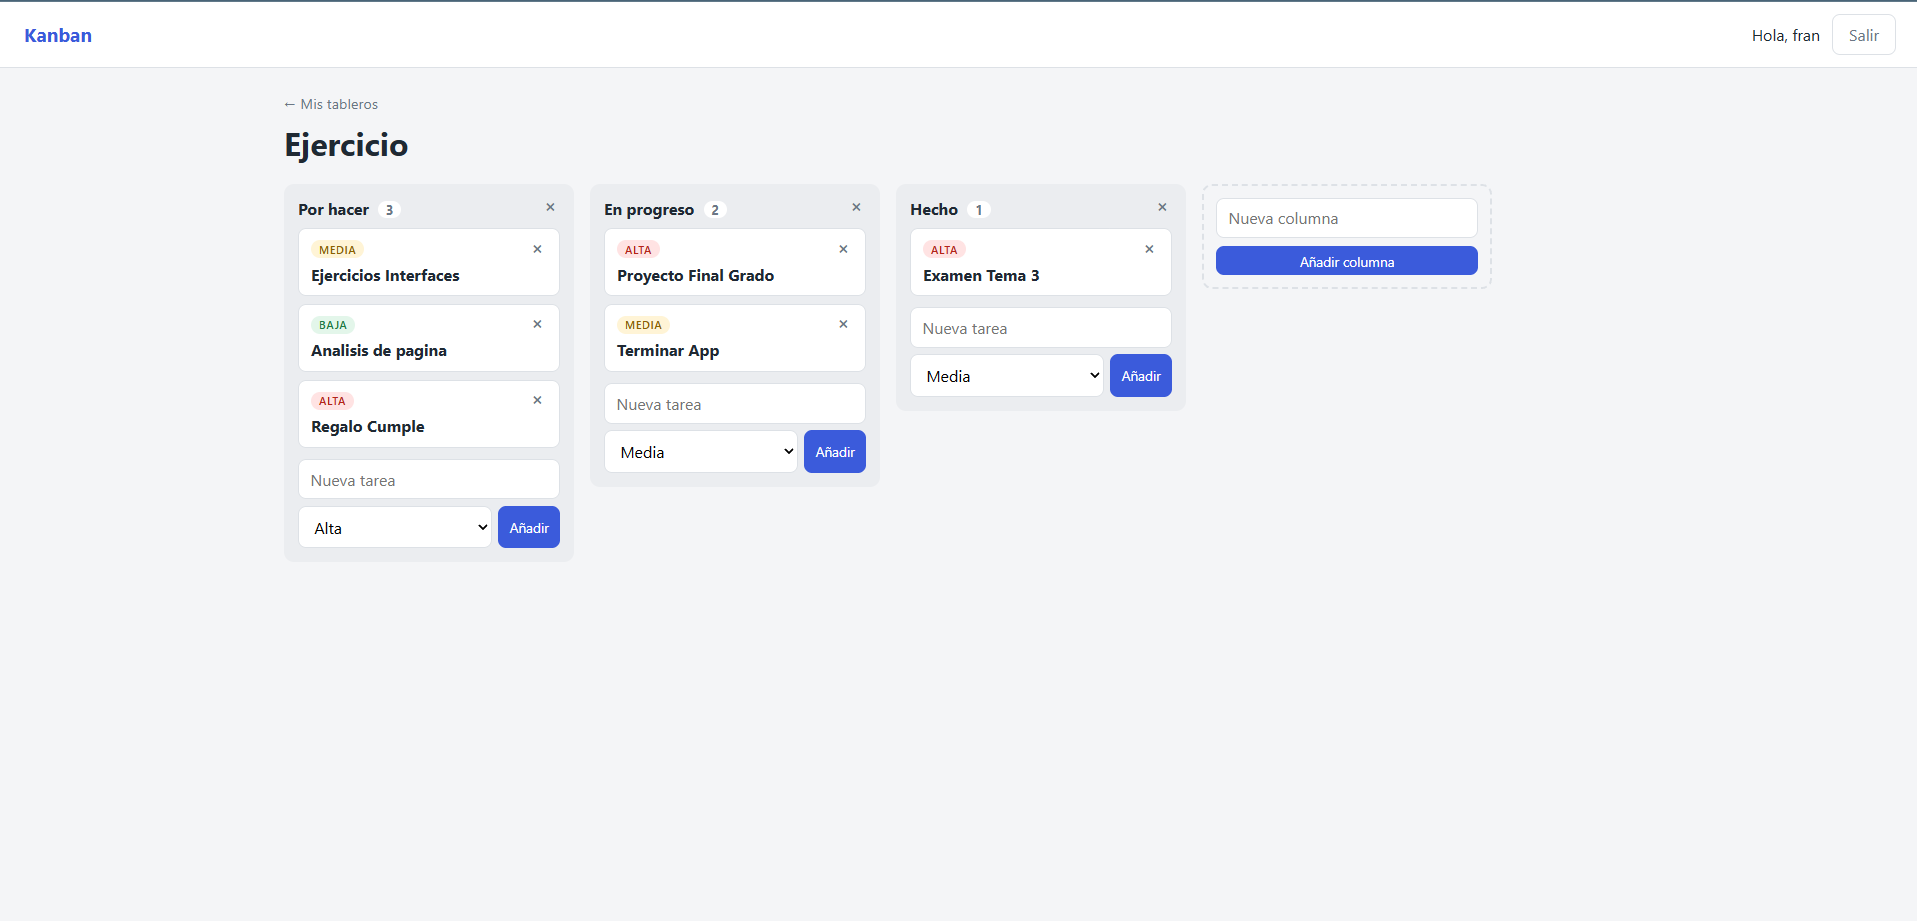 Kanban
Hola, fran
Salir
← Mis tableros
Ejercicio
Por hacer 3 ×
MEDIA ×
Ejercicios Interfaces
BAJA ×
Analisis de pagina
ALTA ×
Regalo Cumple
Nueva tarea
Alta
Añadir
En progreso 2 ×
ALTA ×
Proyecto Final Grado
MEDIA ×
Terminar App
Nueva tarea
Media
Añadir
Hecho 1 ×
ALTA ×
Examen Tema 3
Nueva tarea
Media
Añadir
Nueva columna
Añadir columna